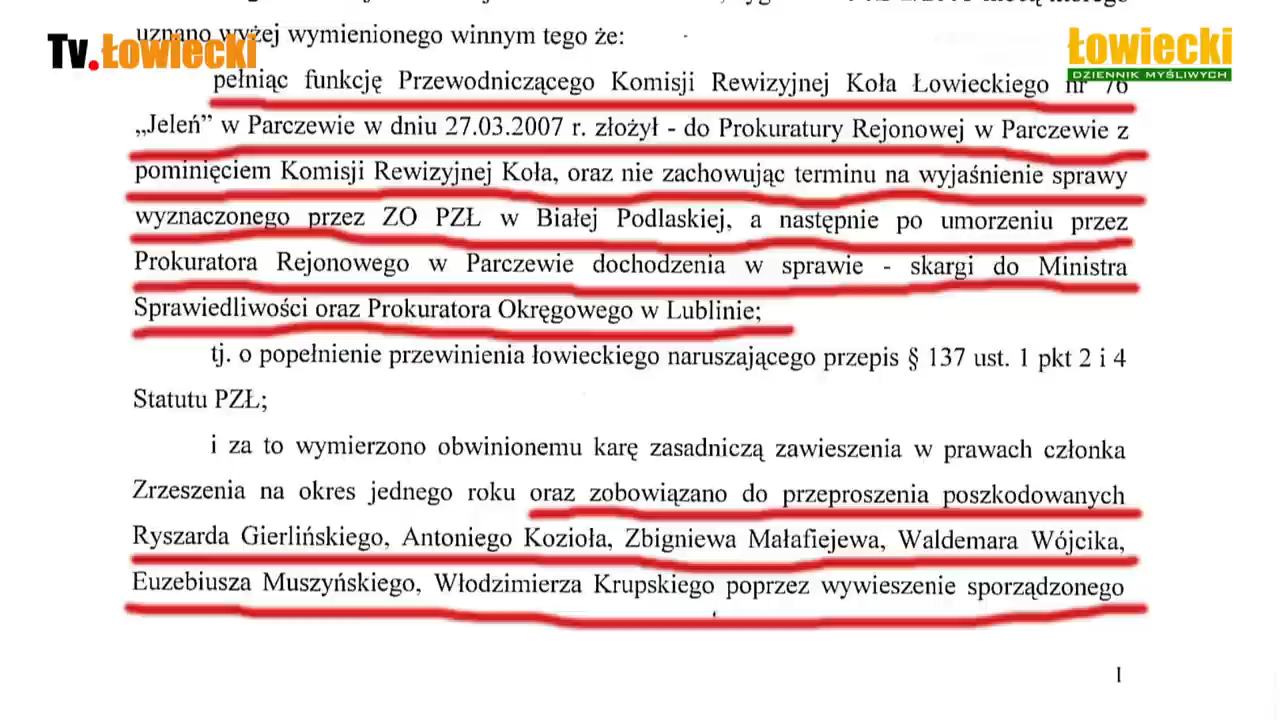 uznano wyżej wymienionego winnym tego że:
Tv.Łowiecki
Łowiecki
DZIENNIK MYŚLIWYCH
pełniąc funkcję Przewodniczącego Komisji Rewizyjnej Koła Łowieckiego nr 76
„Jeleń” w Parczewie w dniu 27.03.2007 r. złożył - do Prokuratury Rejonowej w Parczewie z
pominięciem Komisji Rewizyjnej Koła, oraz nie zachowując terminu na wyjaśnienie sprawy
wyznaczonego przez ZO PZŁ w Białej Podlaskiej, a następnie po umorzeniu przez
Prokuratora Rejonowego w Parczewie dochodzenia w sprawie - skargi do Ministra
Sprawiedliwości oraz Prokuratora Okręgowego w Lublinie;
tj. o popełnienie przewinienia łowieckiego naruszającego przepis § 137 ust. 1 pkt 2 i 4
Statutu PZŁ;
i za to wymierzono obwinionemu karę zasadniczą zawieszenia w prawach członka
Zrzeszenia na okres jednego roku oraz zobowiązano do przeproszenia poszkodowanych
Ryszarda Gierlińskiego, Antoniego Kozioła, Zbigniewa Małafiejewa, Waldemara Wójcika,
Euzebiusza Muszyńskiego, Włodzimierza Krupskiego poprzez wywieszenie sporządzonego
1